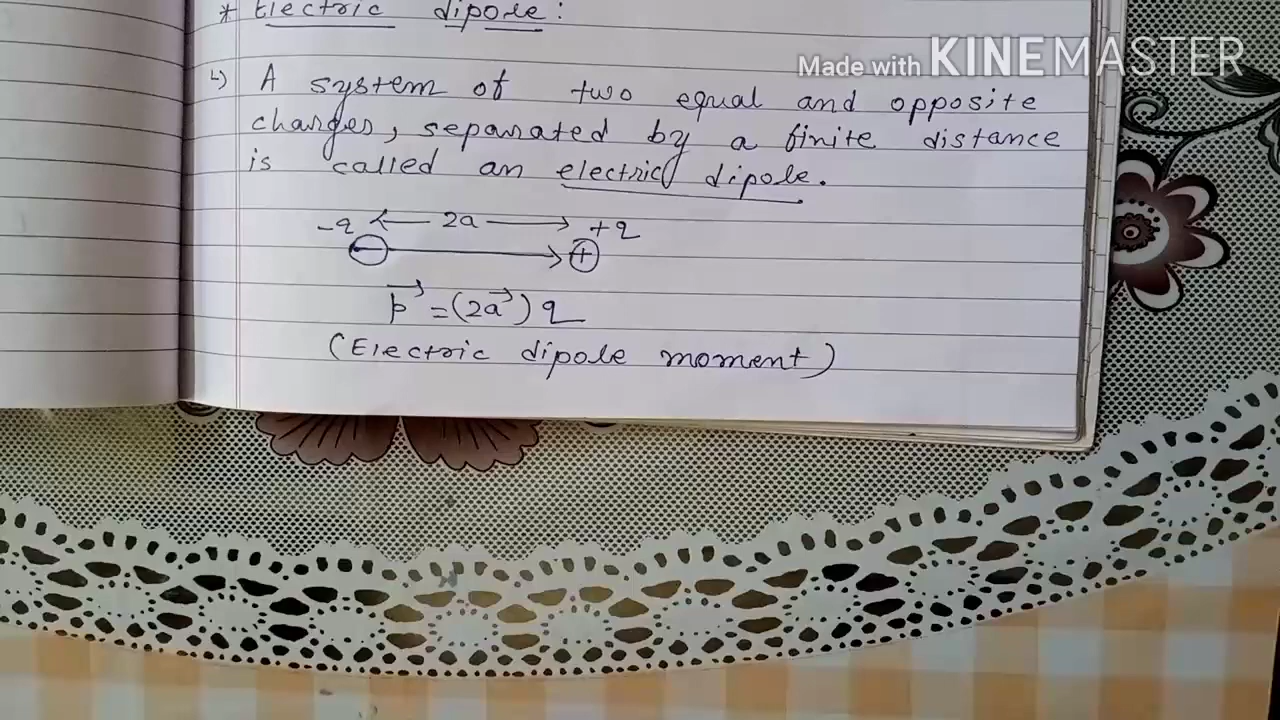 * Electric dipole:
Made with KINEMASTER
↳) A system of two equal and opposite
charges, separated by a finite distance
is called an electric dipole.
-q ← 2a → +q
− +
p⃗ = (2a⃗) q
(Electric dipole moment)